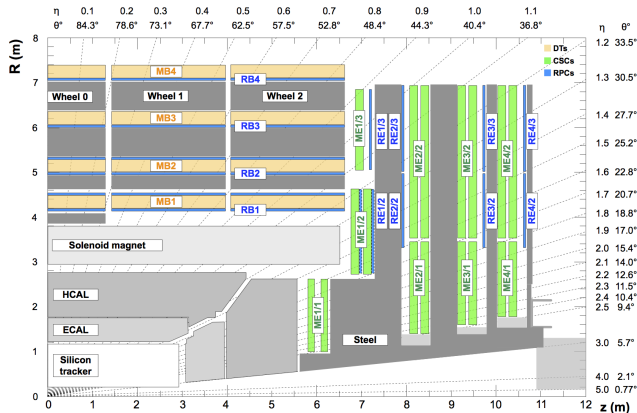 η 0.1 0.2 0.3 0.4 0.5 0.6 0.7 0.8 0.9 1.0 1.1
θ° 84.3° 78.6° 73.1° 67.7° 62.5° 57.5° 52.8° 48.4° 44.3° 40.4° 36.8°
η θ°
R (m)
8
7
6
5
4
3
2
1
0
1.2 33.5°
1.3 30.5°
1.4 27.7°
1.5 25.2°
1.6 22.8°
1.7 20.7°
1.8 18.8°
1.9 17.0°
2.0 15.4°
2.1 14.0°
2.2 12.6°
2.3 11.5°
2.4 10.4°
2.5 9.4°
3.0 5.7°
4.0 2.1°
5.0 0.77°
DTs
CSCs
RPCs
MB4
RB4
Wheel 0
Wheel 1
Wheel 2
MB3
RB3
MB2
RB2
MB1
RB1
Solenoid magnet
HCAL
ECAL
Silicon
tracker
Steel
ME1/3
RE1/3
RE2/3
ME2/2
ME3/2
RE3/3
ME4/2
RE4/3
ME1/2
RE1/2
RE2/2
RE3/2
RE4/2
ME1/1
ME2/1
ME3/1
ME4/1
0 1 2 3 4 5 6 7 8 9 10 11 12
z (m)